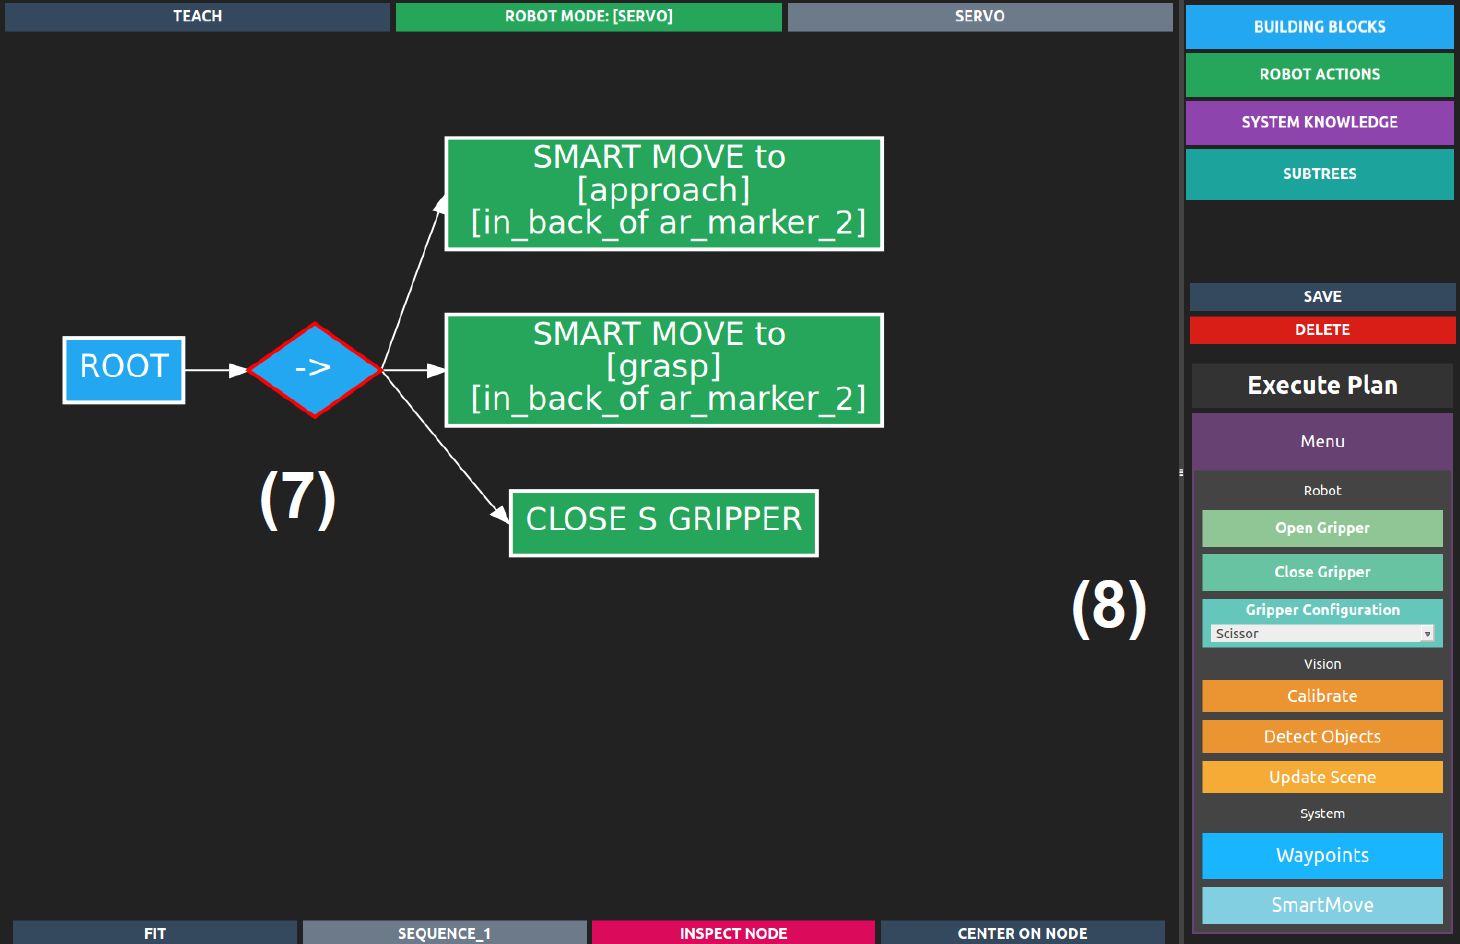 TEACH
ROBOT MODE: [SERVO]
SERVO
SMART MOVE to
[approach]
[in_back_of ar_marker_2]
ROOT
->
SMART MOVE to
[grasp]
[in_back_of ar_marker_2]
(7)
CLOSE S GRIPPER
(8)
FIT
SEQUENCE_1
INSPECT NODE
CENTER ON NODE
BUILDING BLOCKS
ROBOT ACTIONS
SYSTEM KNOWLEDGE
SUBTREES
SAVE
DELETE
Execute Plan
Menu
Robot
Open Gripper
Close Gripper
Gripper Configuration
Scissor
Vision
Calibrate
Detect Objects
Update Scene
System
Waypoints
SmartMove